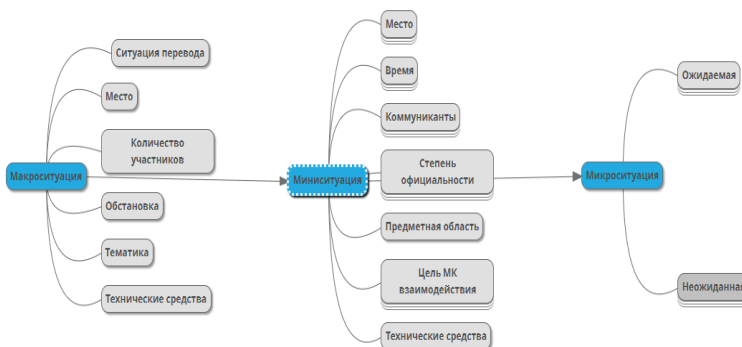 Макроситуация
Ситуация перевода
Место
Количество
участников
Обстановка
Тематика
Технические средства
Миниситуация
Место
Время
Коммуниканты
Степень
официальности
Предметная область
Цель МК
взаимодействия
Технические средства
Микроситуация
Ожидаемая
Неожиданная